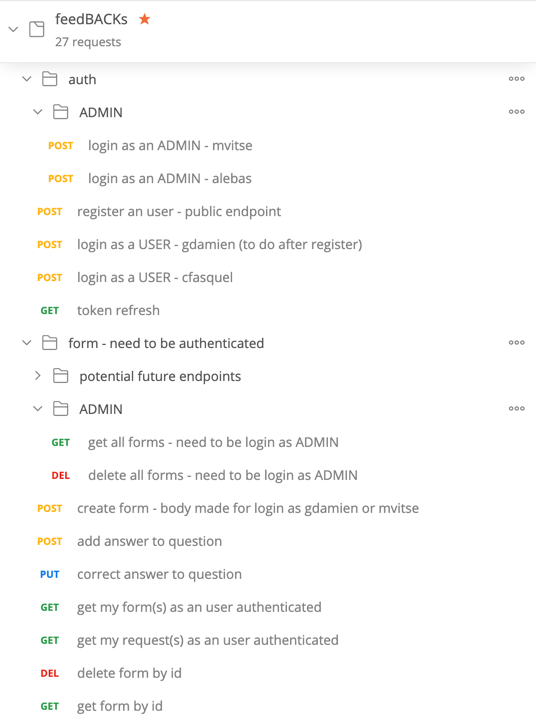 feedBACKs
27 requests
auth
ADMIN
POST login as an ADMIN - mvitse
POST login as an ADMIN - alebas
POST register an user - public endpoint
POST login as a USER - gdamien (to do after register)
POST login as a USER - cfasquel
GET token refresh
form - need to be authenticated
potential future endpoints
ADMIN
GET get all forms - need to be login as ADMIN
DEL delete all forms - need to be login as ADMIN
POST create form - body made for login as gdamien or mvitse
POST add answer to question
PUT correct answer to question
GET get my form(s) as an user authenticated
GET get my request(s) as an user authenticated
DEL delete form by id
GET get form by id